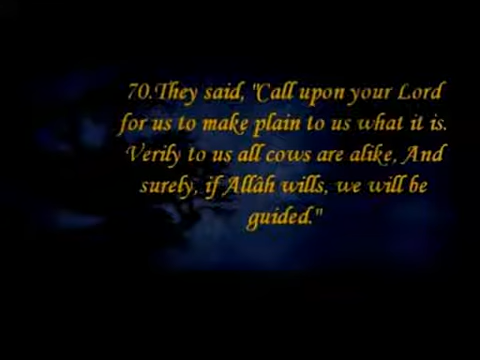 70.They said, "Call upon your Lord
for us to make plain to us what it is.
Verily to us all cows are alike, And
surely, if Allâh wills, we will be
guided."